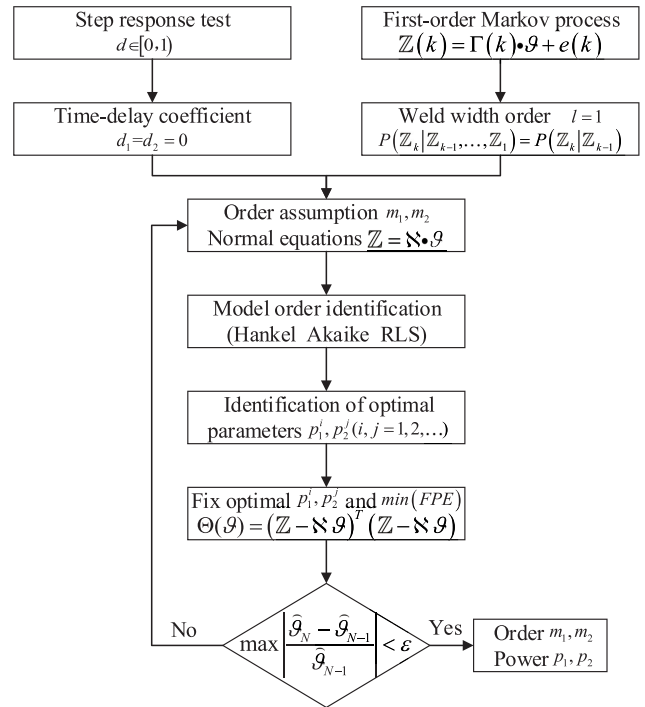 Step response test
d∈[0,1)
First-order Markov process
ℤ(k) = Γ(k)•ϑ + e(k)
Time-delay coefficient
d₁=d₂ = 0
Weld width order l = 1
P(ℤₖ|ℤₖ₋₁,…,ℤ₁) = P(ℤₖ|ℤₖ₋₁)
Order assumption m₁,m₂
Normal equations ℤ = ℵ•ϑ
Model order identification
(Hankel Akaike RLS)
Identification of optimal
parameters p₁ⁱ, p₂ʲ(i, j = 1,2,…)
Fix optimal p₁ⁱ, p₂ʲ and min(FPE)
Θ(ϑ) = (ℤ − ℵ ϑ)ᵀ (ℤ − ℵ ϑ)
No
max |(ϑ̂_N − ϑ̂_{N−1}) / ϑ̂_{N−1}| < ε
Yes
Order m₁,m₂
Power p₁, p₂